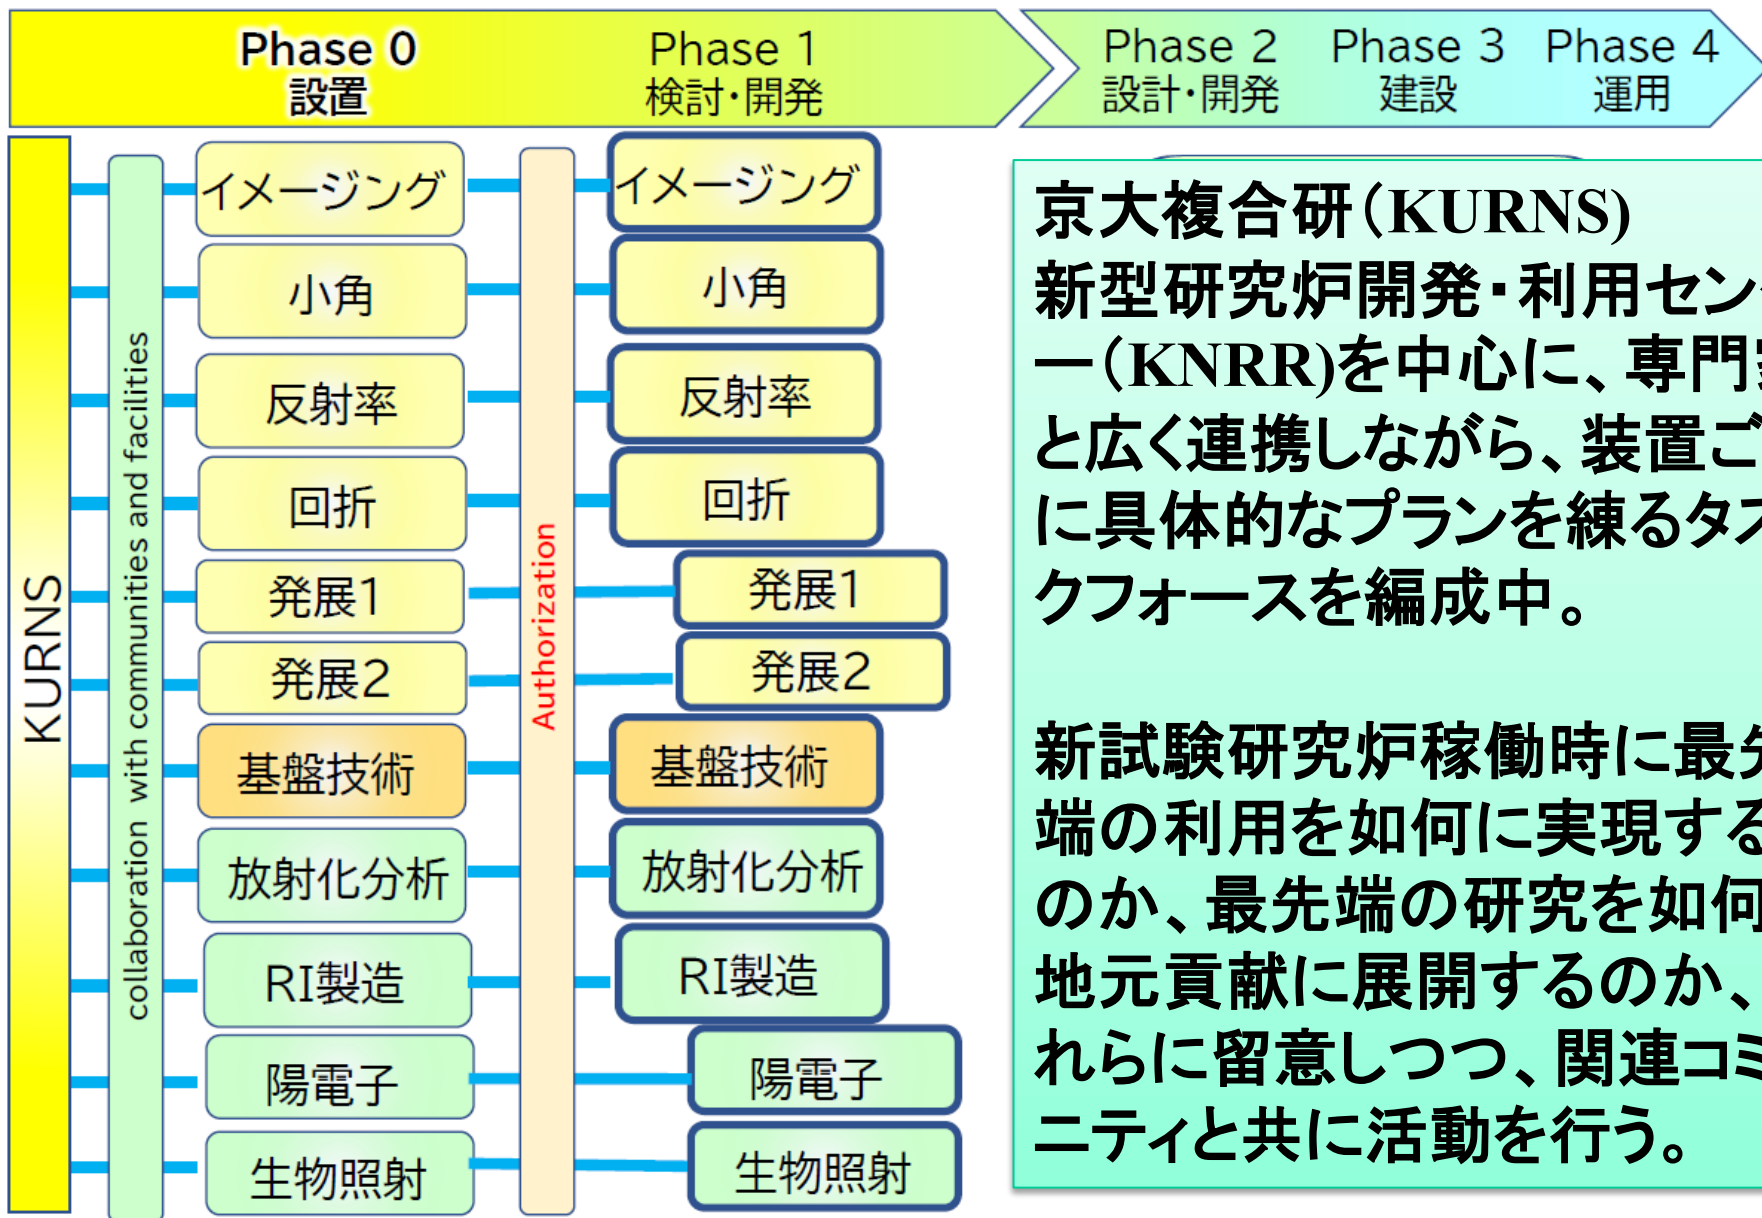 Phase 0
設置
Phase 1
検討・開発
Phase 2
設計・開発
Phase 3
建設
Phase 4
運用
KURNS
collaboration with communities and facilities
イメージング
小角
反射率
回折
発展1
発展2
基盤技術
放射化分析
RI製造
陽電子
生物照射
Authorization
イメージング
小角
反射率
回折
発展1
発展2
基盤技術
放射化分析
RI製造
陽電子
生物照射
京大複合研（KURNS)
新型研究炉開発・利用セン
ー（KNRR)を中心に、専門
と広く連携しながら、装置ご
に具体的なプランを練るタス
クフォースを編成中。
新試験研究炉稼働時に最先
端の利用を如何に実現する
のか、最先端の研究を如何
地元貢献に展開するのか、
れらに留意しつつ、関連コミ
ニティと共に活動を行う。